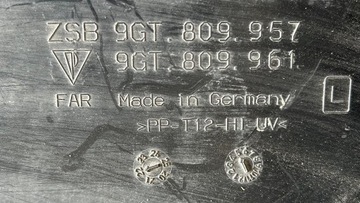 ZSB 9GT.809.957
9GT.809.961.
FAR Made in Germany L
>PP-T12-HI-UV<